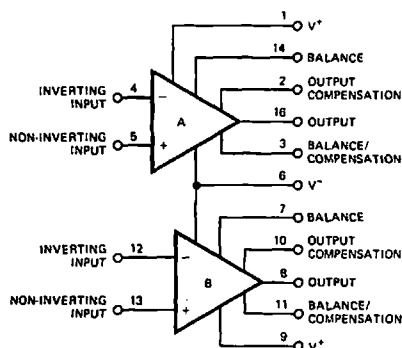 1 V+
14 BALANCE
2 OUTPUT
COMPENSATION
INVERTING
INPUT 4
−
16 OUTPUT
A
NON-INVERTING
INPUT 5
+
3 BALANCE/
COMPENSATION
6 V−
7 BALANCE
10 OUTPUT
COMPENSATION
INVERTING
INPUT 12
−
8 OUTPUT
B
NON-INVERTING
INPUT 13
+
11 BALANCE/
COMPENSATION
9 V+